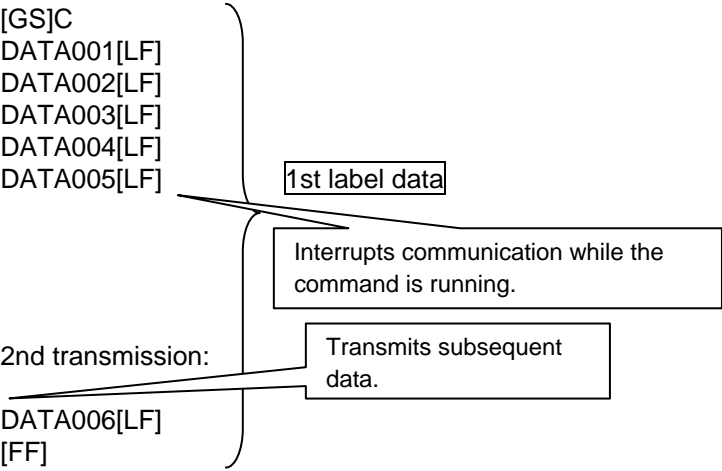 [GS]C
DATA001[LF]
DATA002[LF]
DATA003[LF]
DATA004[LF]
DATA005[LF]
1st label data
Interrupts communication while the
command is running.
2nd transmission:
Transmits subsequent
data.
DATA006[LF]
[FF]